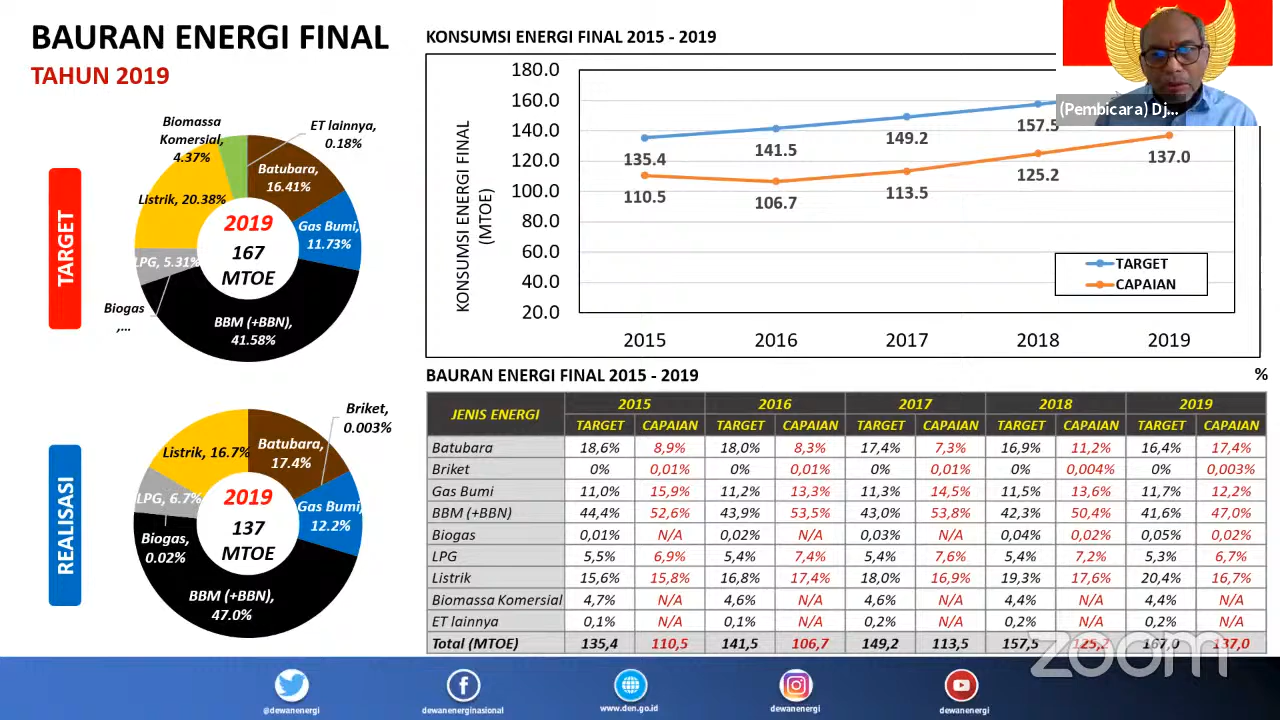 BAURAN ENERGI FINAL
TAHUN 2019
TARGET
Biomassa
Komersial,
4.37%
ET lainnya,
0.18%
Batubara,
16.41%
Listrik, 20.38%
Gas Bumi,
11.73%
LPG, 5.31%
Biogas
,...
BBM (+BBN),
41.58%
2019
167
MTOE
REALISASI
Briket,
0.003%
Listrik, 16.7%
Batubara,
17.4%
LPG, 6.7%
Gas Bumi,
12.2%
Biogas,
0.02%
BBM (+BBN),
47.0%
2019
137
MTOE
KONSUMSI ENERGI FINAL 2015 - 2019
KONSUMSI ENERGI FINAL
(MTOE)
180.0
160.0
140.0
120.0
100.0
80.0
60.0
40.0
20.0
135.4 141.5 149.2 157.5
110.5 106.7 113.5 125.2 137.0
TARGET
CAPAIAN
2015 2016 2017 2018 2019
(Pembicara) Dj...
BAURAN ENERGI FINAL 2015 - 2019 %
JENIS ENERGI 2015 2016 2017 2018 2019
TARGET CAPAIAN TARGET CAPAIAN TARGET CAPAIAN TARGET CAPAIAN TARGET CAPAIAN
Batubara 18,6% 8,9% 18,0% 8,3% 17,4% 7,3% 16,9% 11,2% 16,4% 17,4%
Briket 0% 0,01% 0% 0,01% 0% 0,01% 0% 0,004% 0% 0,003%
Gas Bumi 11,0% 15,9% 11,2% 13,3% 11,3% 14,5% 11,5% 13,6% 11,7% 12,2%
BBM (+BBN) 44,4% 52,6% 43,9% 53,5% 43,0% 53,8% 42,3% 50,4% 41,6% 47,0%
Biogas 0,01% N/A 0,02% N/A 0,03% N/A 0,04% 0,02% 0,05% 0,02%
LPG 5,5% 6,9% 5,4% 7,4% 5,4% 7,6% 5,4% 7,2% 5,3% 6,7%
Listrik 15,6% 15,8% 16,8% 17,4% 18,0% 16,9% 19,3% 17,6% 20,4% 16,7%
Biomassa Komersial 4,7% N/A 4,6% N/A 4,6% N/A 4,4% N/A 4,4% N/A
ET lainnya 0,1% N/A 0,1% N/A 0,2% N/A 0,2% N/A 0,2% N/A
Total (MTOE) 135,4 110,5 141,5 106,7 149,2 113,5 157,5 125,2 167,0 137,0
zoom
@dewanenergi
dewanenerginasional
www.den.go.id
dewanenergi
dewanenergi